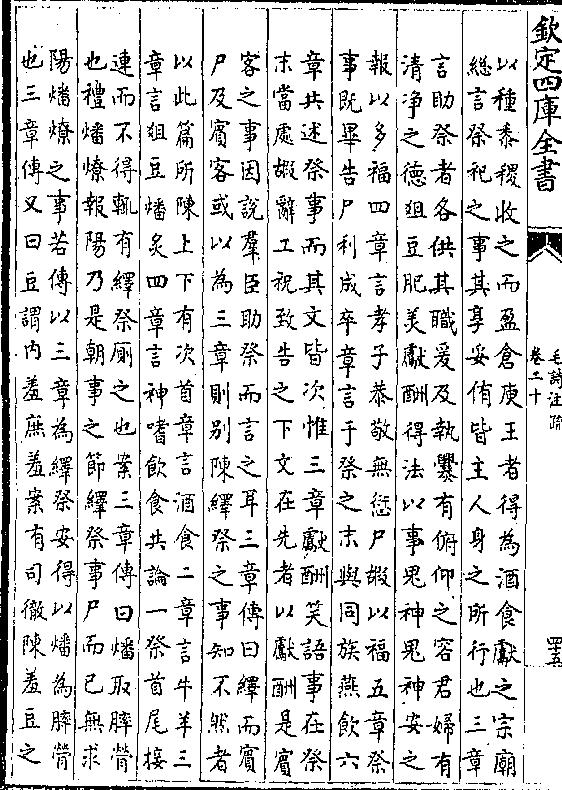 欽定四庫全書
毛詩注疏
卷二十
罡五
以種黍稷收之而盈倉庾王者得為酒食獻之宗廟
總言祭祀之事其享妥侑皆主人身之所行也三章
言助祭者各供其職爰及執爨有俯仰之容君婦有
清淨之德俎豆肥美獻酬得法以事鬼神鬼神安之
報以多福四章言孝子恭敬無愆尸嘏以福五章祭
事既畢告尸利成卒章言于祭之末與同族燕飲六
章共述祭事而其文皆次惟三章獻酬笑語事在祭
末當處嘏辭工祝致告之下文在先者以獻酬是賓
客之事因說羣臣助祭而言之耳三章傳曰繹而賓
尸及賓客或以為三章則別陳繹祭之事知不然者
以此篇所陳上下有次首章言酒食二章言牛羊三
章言俎豆燔炙四章言神嗜飲食共論一祭首尾接
連而不得輒有繹祭厠之也案三章傳曰燔取膟膋
也禮燔燎報陽乃是朝事之節繹祭事尸而已無求
陽燔燎之事若傳以三章為繹祭安得以燔為膟膋
也三章傳又曰豆謂內羞庶羞案有司徹陳羞豆之